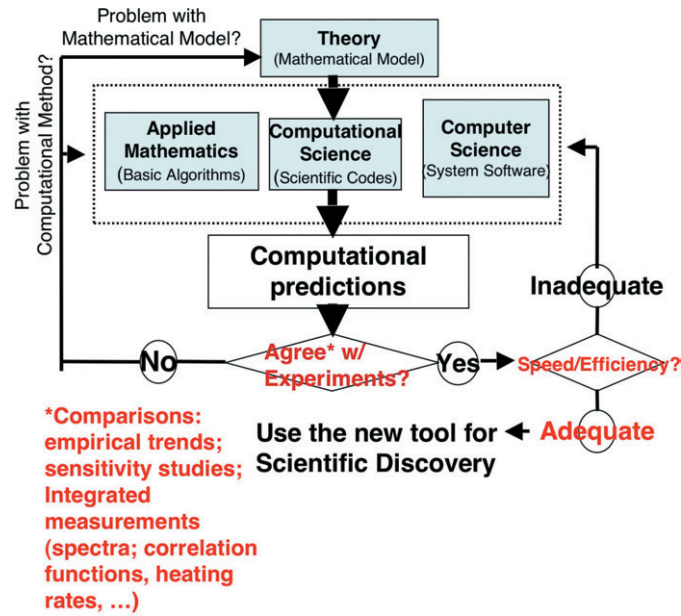 Problem with
Mathematical Model?
Problem with
Computational Method?
Theory
(Mathematical Model)
Applied
Mathematics
(Basic Algorithms)
Computational
Science
(Scientific Codes)
Computer
Science
(System Software)
Computational
predictions
Inadequate
No
Agree* w/
Experiments?
Yes
Speed/Efficiency?
*Comparisons:
empirical trends;
sensitivity studies;
Integrated
measurements
(spectra; correlation
functions, heating
rates, ...)
Use the new tool for
Scientific Discovery
Adequate